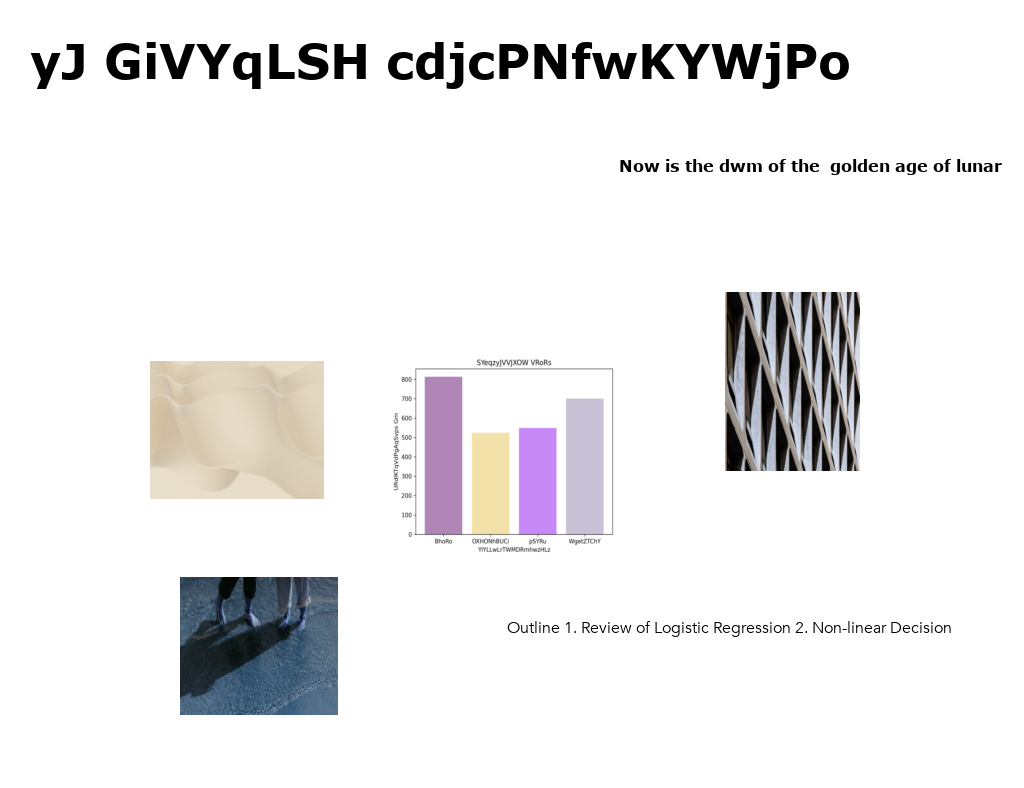 yJ GiVYqLSH cdjcPNfwKYWjPo
Now is the dwm of the  golden age of lunar
SYeqzyJVVJXOW VRoRs
800
700
600
500
400
300
200
100
0
URdlKTqVdPgAqSvps Gm
BhoRo OXHONhBUCi pSYRu WgetZTChY
YlYLLwLrTWMDRmhwzHLz
Outline 1. Review of Logistic Regression 2. Non-linear Decision